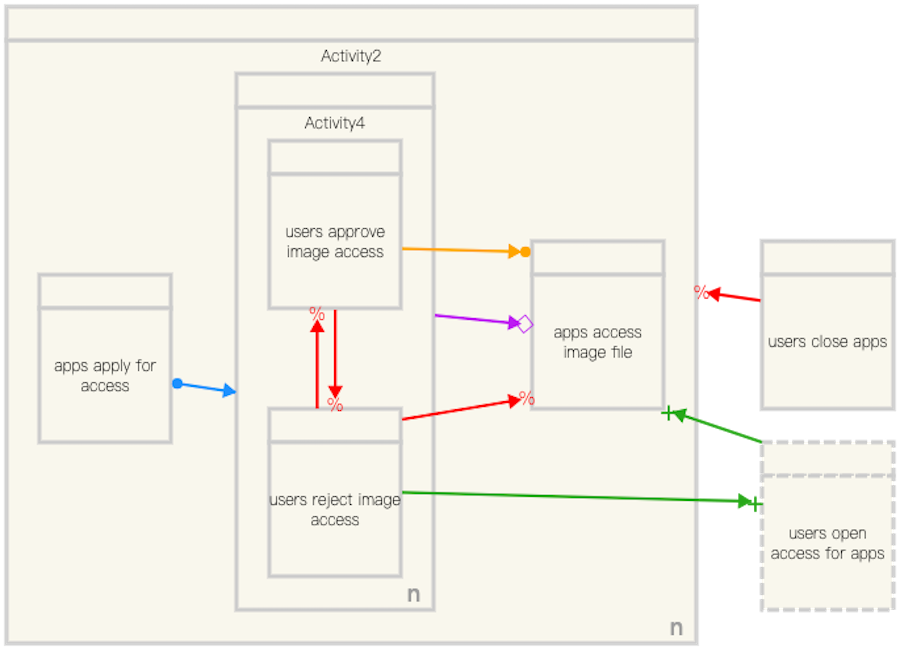 Activity2
Activity4
users approve
image access
%
%
apps apply for
access
apps access
image file
%
users reject image
access
n
n
%
users close apps
users open
access for apps